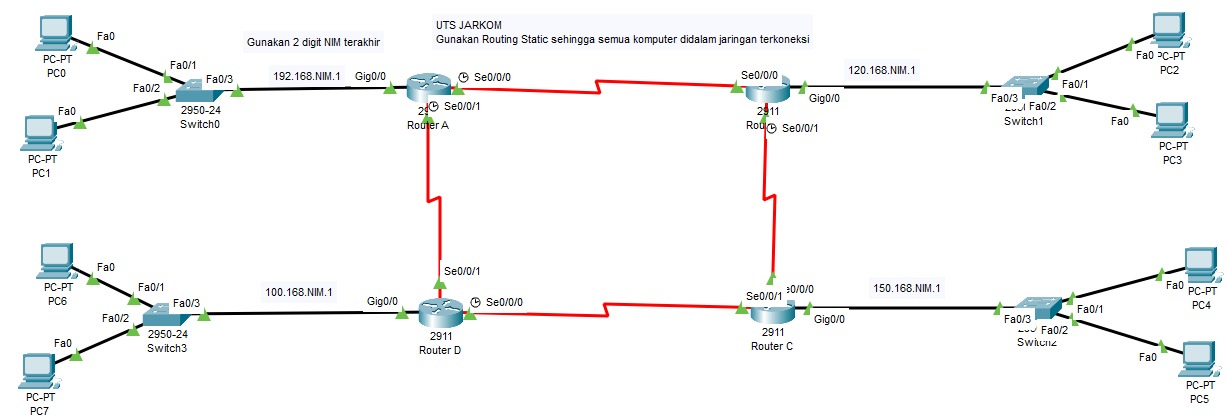 UTS JARKOM
Gunakan Routing Static sehingga semua komputer didalam jaringan terkoneksi
Gunakan 2 digit NIM terakhir
Fa0
PC-PT
PC0
Fa0/1
Fa0/2
Fa0/3
2950-24
Switch0
Fa0
PC-PT
PC1
192.168.NIM.1
Gig0/0
Se0/0/0
Se0/0/1
Router A
Se0/0/0
Gig0/0
2911
Se0/0/1
120.168.NIM.1
Fa0/3
Fa0/1
Fa0/2
Switch1
Fa0
PC-PT
PC2
Fa0
PC-PT
PC3
Fa0
PC-PT
PC6
Fa0/1
Fa0/2
Fa0/3
2950-24
Switch3
Fa0
PC-PT
PC7
100.168.NIM.1
Gig0/0
Se0/0/1
Se0/0/0
2911
Router D
Se0/0/1
Gig0/0
2911
Router C
150.168.NIM.1
Fa0/3
Fa0/1
Fa0/2
Switch2
Fa0
PC-PT
PC4
Fa0
PC-PT
PC5